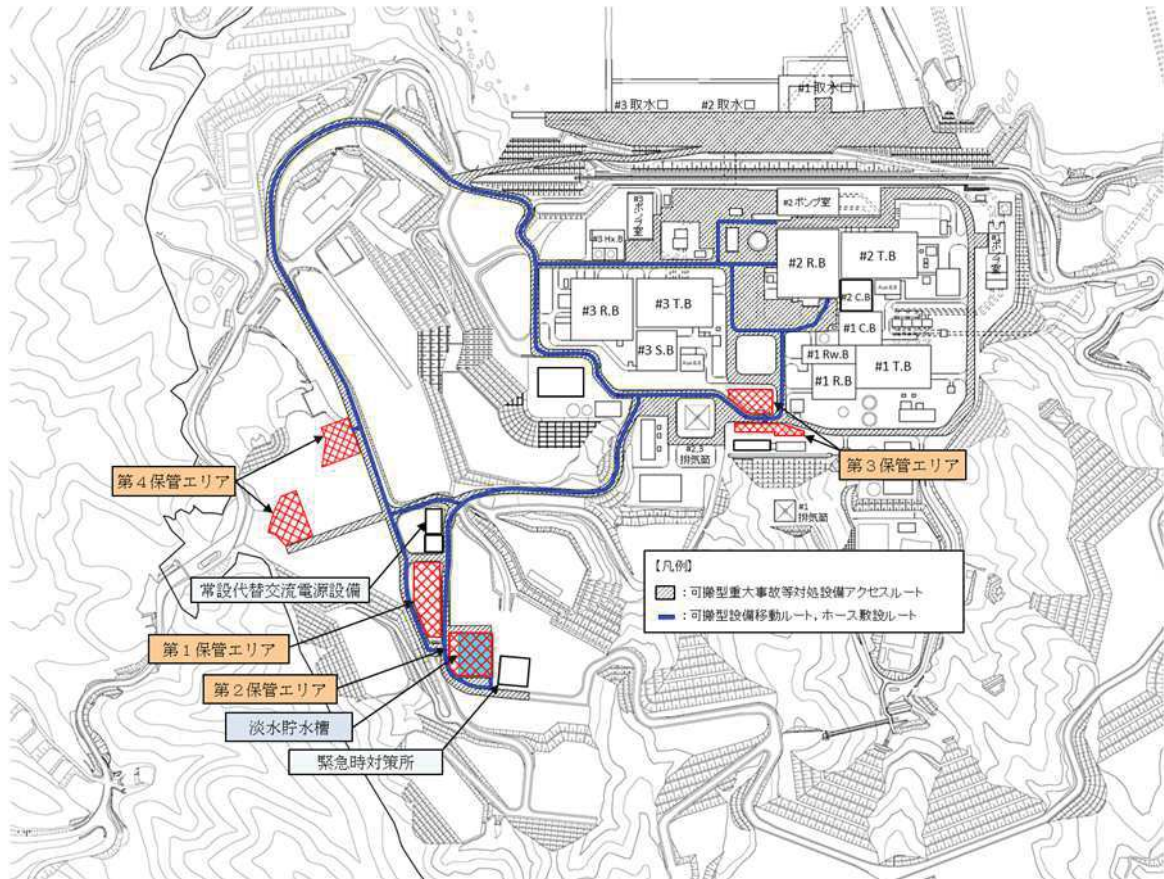 #1 取水口
#3 取水口
#2 取水口
#2 ポンプ室
#3ポンプ室
#3 Hx.B
#2 R.B
#2 T.B
#2 C.B
#1 C.B
#3 R.B
#3 T.B
#3 S.B
#1 Rw.B
#1 R.B
#1 T.B
#2,3
排気筒
第3保管エリア
#1
排気筒
第4保管エリア
常設代替交流電源設備
第1保管エリア
第2保管エリア
淡水貯水槽
緊急時対策所
【凡例】
：可搬型重大事故等対処設備アクセスルート
：可搬型設備移動ルート，ホース敷設ルート